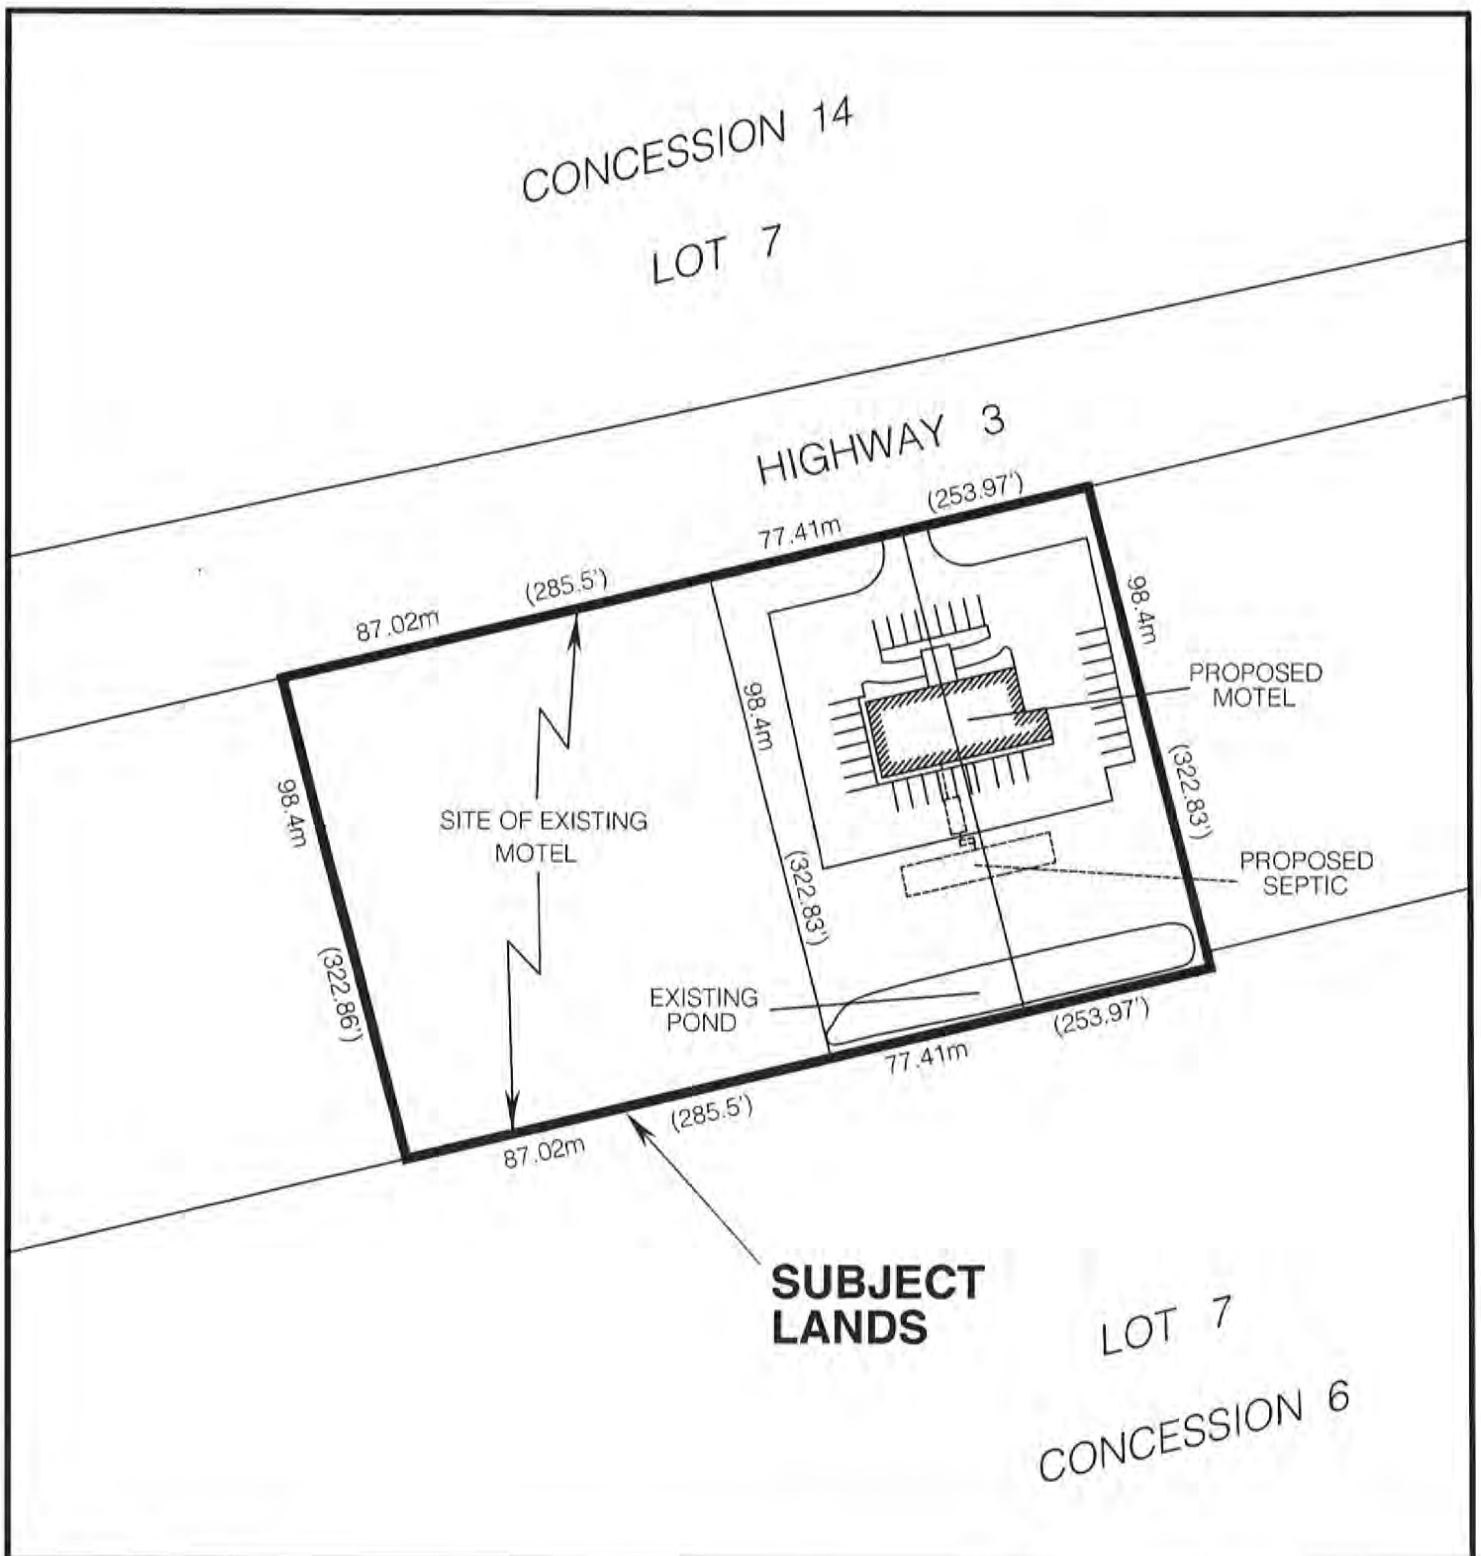 CONCESSION 14
LOT 7
HIGHWAY 3
(253.97')
77.41m
(285.5')
87.02m
98.4m
PROPOSED
MOTEL
98.4m
98.4m
(322.83')
SITE OF EXISTING
MOTEL
(322.83')
PROPOSED
SEPTIC
(322.86')
EXISTING
POND
(253.97')
77.41m
(285.5')
87.02m
SUBJECT
LANDS
LOT 7
CONCESSION 6